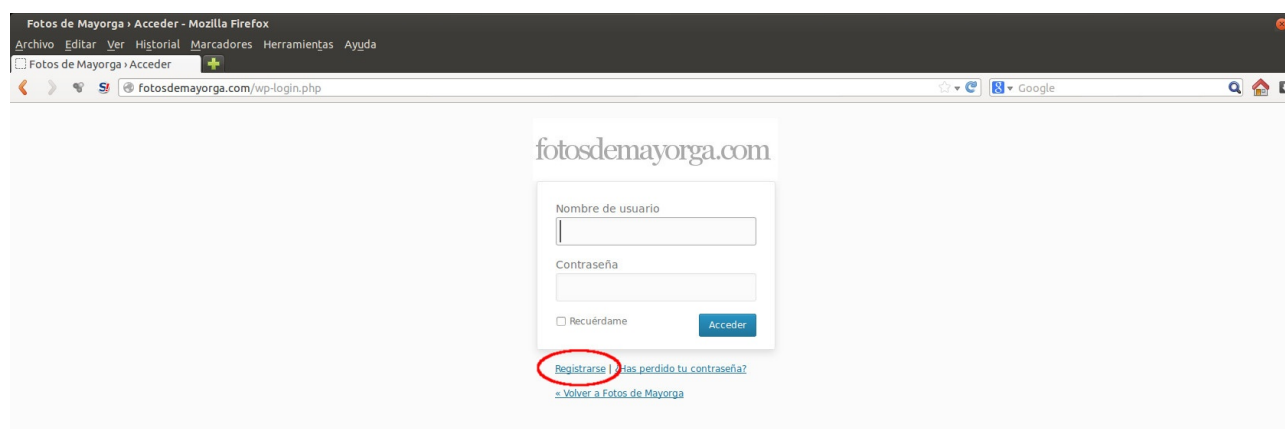 Fotos de Mayorga › Acceder - Mozilla Firefox
Archivo Editar Ver Historial Marcadores Herramientas Ayuda
Fotos de Mayorga › Acceder
S! fotosdemayorga.com/wp-login.php 8 Google
fotosdemayorga.com
Nombre de usuario
Contraseña
Recuérdame Acceder
Registrarse | ¿Has perdido tu contraseña?
« Volver a Fotos de Mayorga